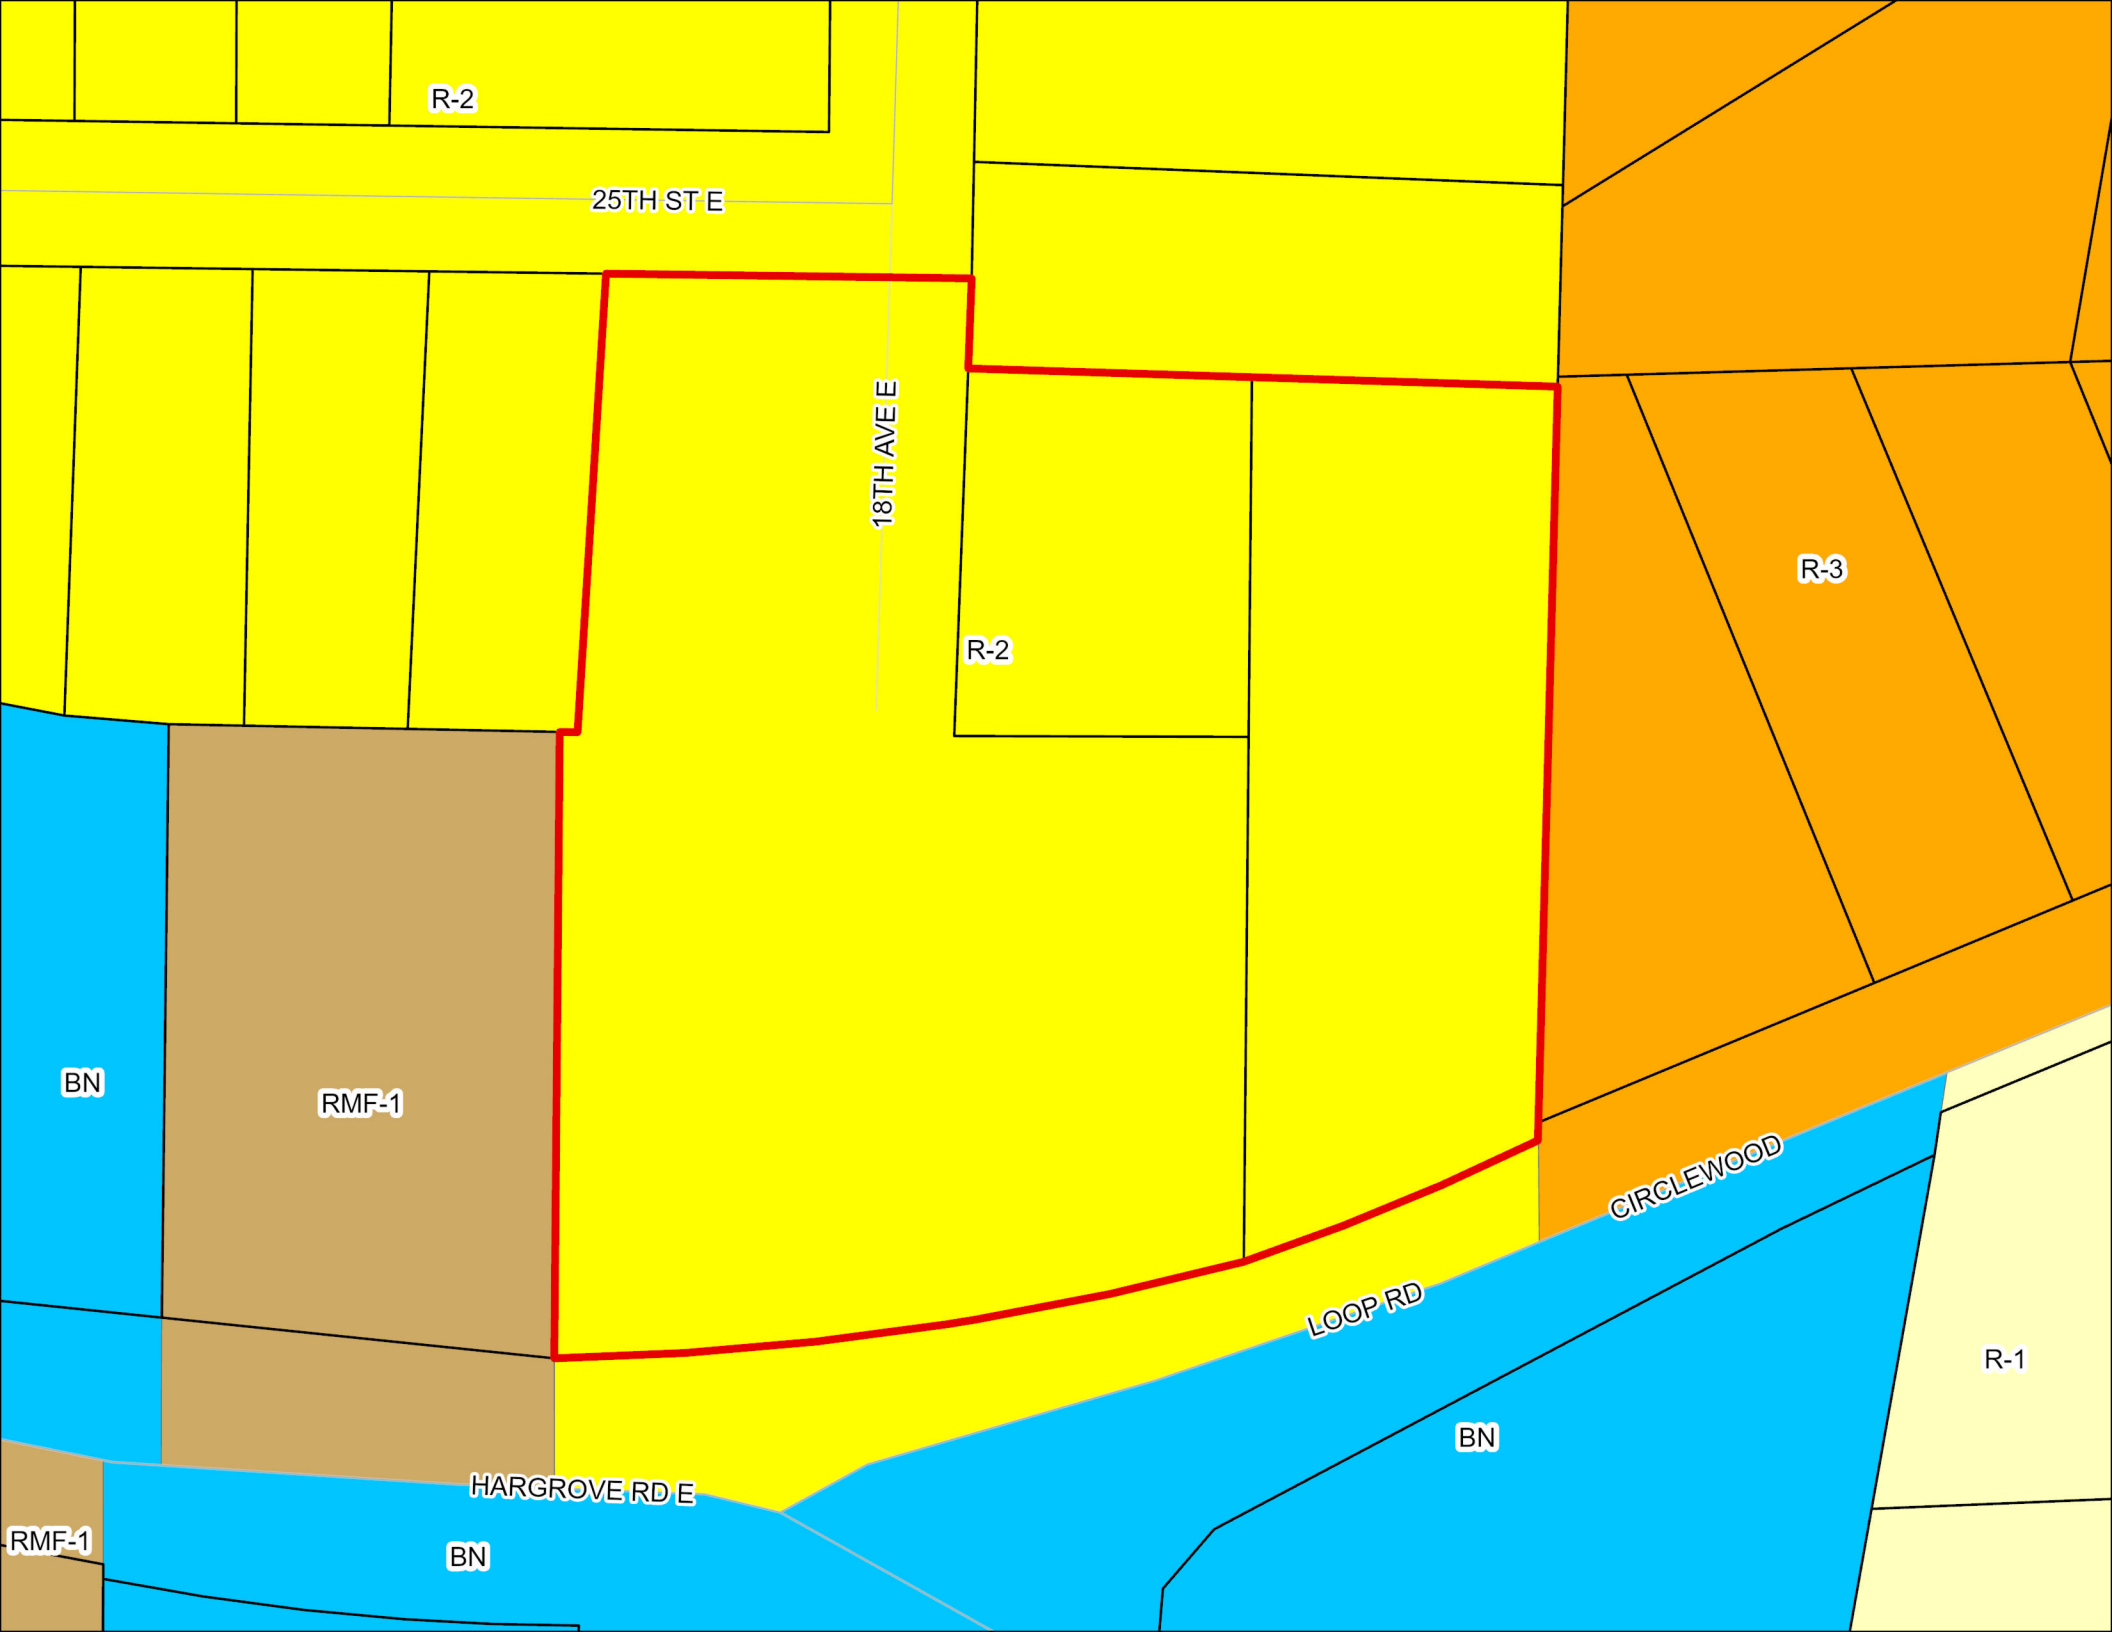 R-2
25TH ST E
18TH AVE E
R-3
R-2
BN
RMF-1
CIRCLEWOOD
LOOP RD
R-1
BN
HARGROVE RD E
RMF-1
BN